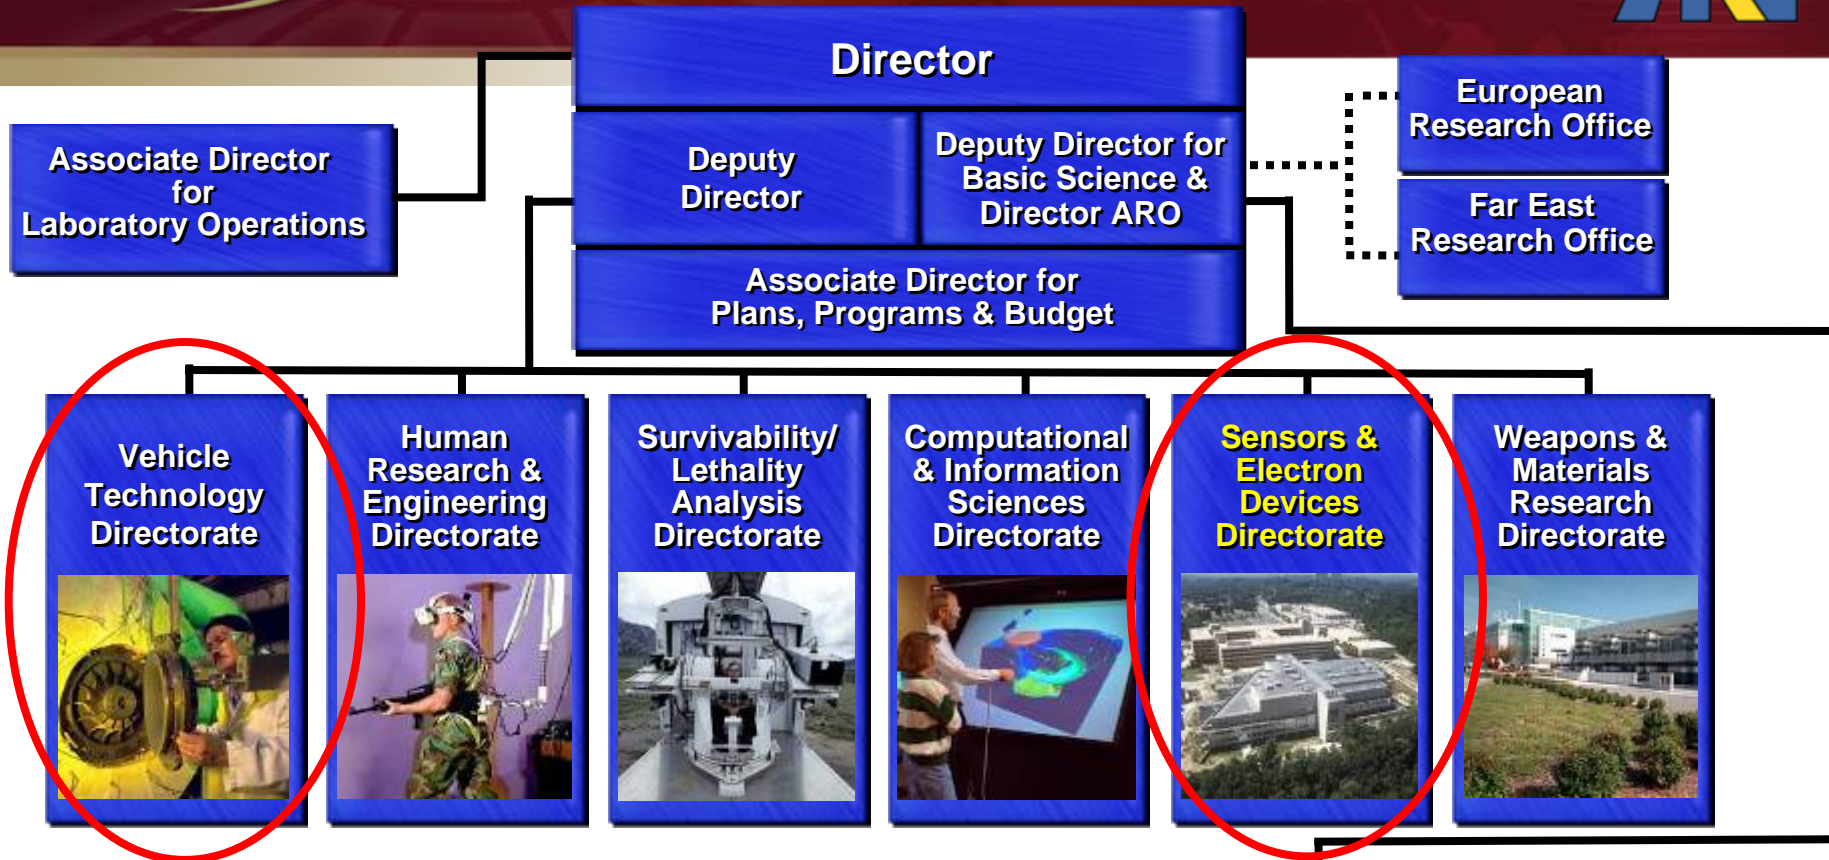 Director
Associate Director
for
Laboratory Operations
Deputy
Director
Deputy Director for
Basic Science &
Director ARO
European
Research Office
Far East
Research Office
Associate Director for
Plans, Programs & Budget
Vehicle
Technology
Directorate
Human
Research &
Engineering
Directorate
Survivability/
Lethality
Analysis
Directorate
Computational
& Information
Sciences
Directorate
Sensors &
Electron
Devices
Directorate
Weapons &
Materials
Research
Directorate